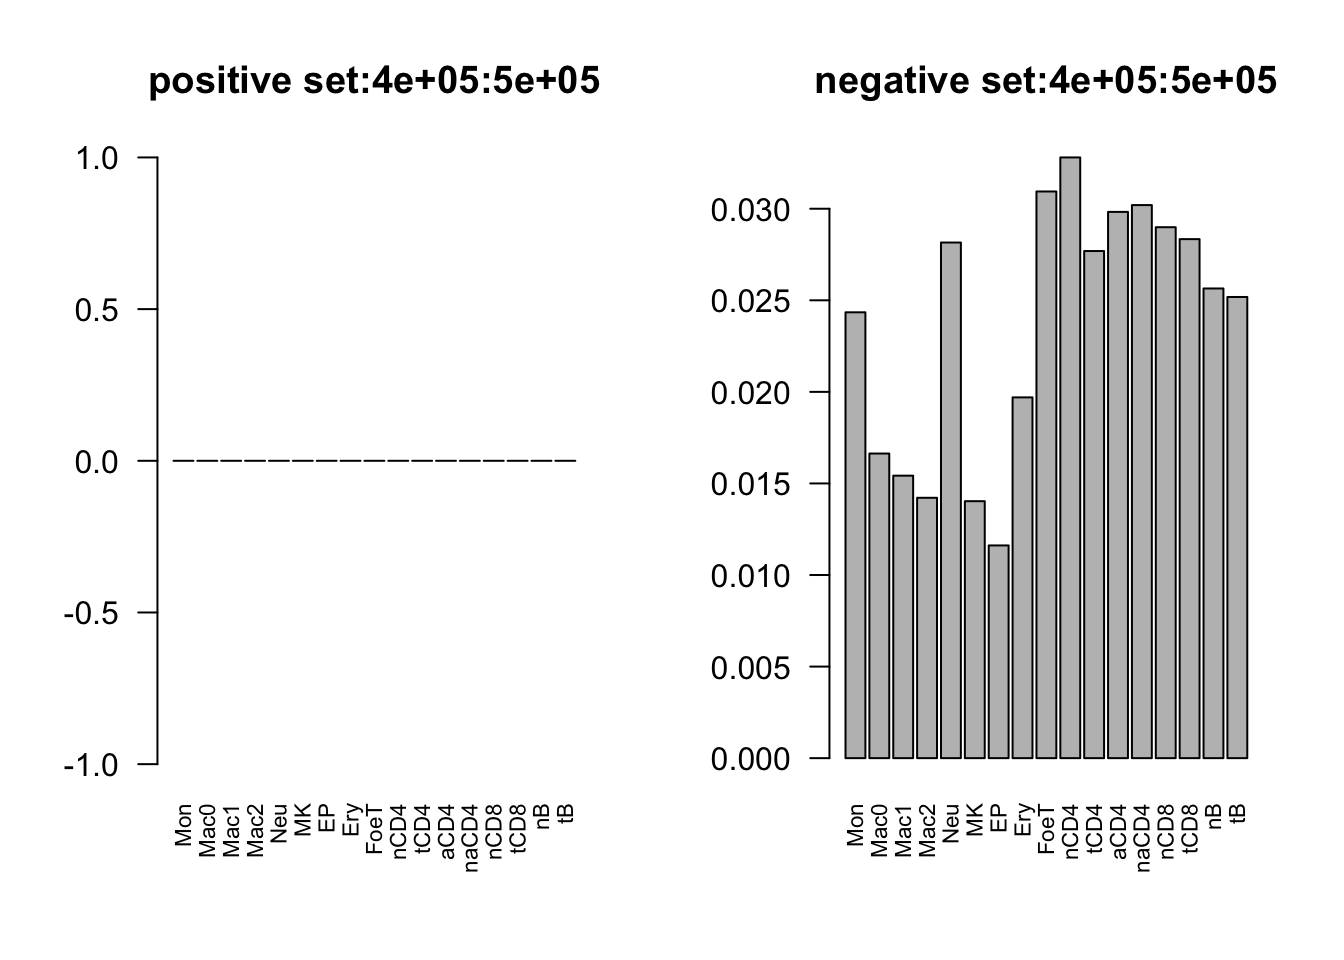 positive set:4e+05:5e+05
1.0
0.5
0.0
-0.5
-1.0
Mon
Mac0
Mac1
Mac2
Neu
MK
EP
Ery
FoeT
nCD4
tCD4
aCD4
naCD4
nCD8
tCD8
nB
tB
negative set:4e+05:5e+05
0.030
0.025
0.020
0.015
0.010
0.005
0.000
Mon
Mac0
Mac1
Mac2
Neu
MK
EP
Ery
FoeT
nCD4
tCD4
aCD4
naCD4
nCD8
tCD8
nB
tB